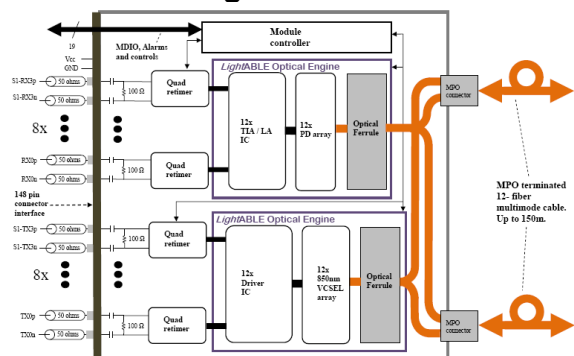 Module
controller
19
MDIO, Alarms
and controls
Vcc
GND
LightABLE Optical Engine
S1-RX3p
50 ohms
S1-RX3n
50 ohms
100 Ω
Quad
retimer
8x
12x
TIA / LA
IC
12x
PD array
Optical
Ferrule
MPO
connector
RX0p
50 ohms
RX0n
50 ohms
100 Ω
Quad
retimer
148 pin
connector
interface
MPO terminated
12- fiber
multimode cable.
Up to 150m.
LightABLE Optical Engine
S1-TX3p
50 ohms
S1-TX3n
50 ohms
100 Ω
Quad
retimer
8x
12x
Driver
IC
12x
850nm
VCSEL
array
Optical
Ferrule
TX0p
50 ohms
TX0n
50 ohms
100 Ω
Quad
retimer
MPO
connector